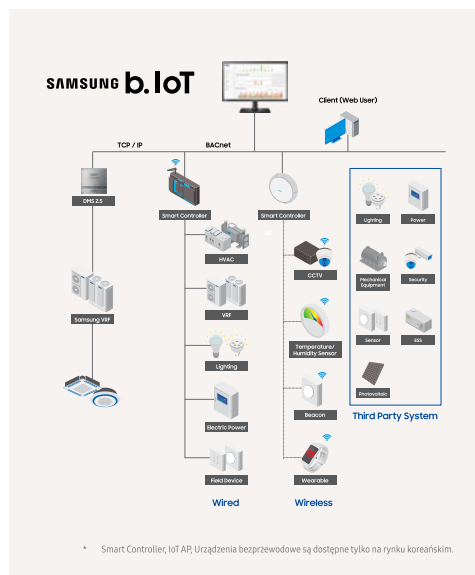 SAMSUNG b.IoT
Client (Web User)
TCP / IP
BACnet
DMS 2.5
Smart Controller
Smart Controller
Lighting
Power
HVAC
CCTV
Mechanical
Equipment
Security
Samsung VRF
VRF
Temperature/
Humidity Sensor
Sensor
ESS
Lighting
Photovoltaic
Beacon
Third Party System
Electric Power
Field Device
Wearable
Wired
Wireless
* Smart Controller, IoT AP, Urządzenia bezprzewodowe są dostępne tylko na rynku koreańskim.